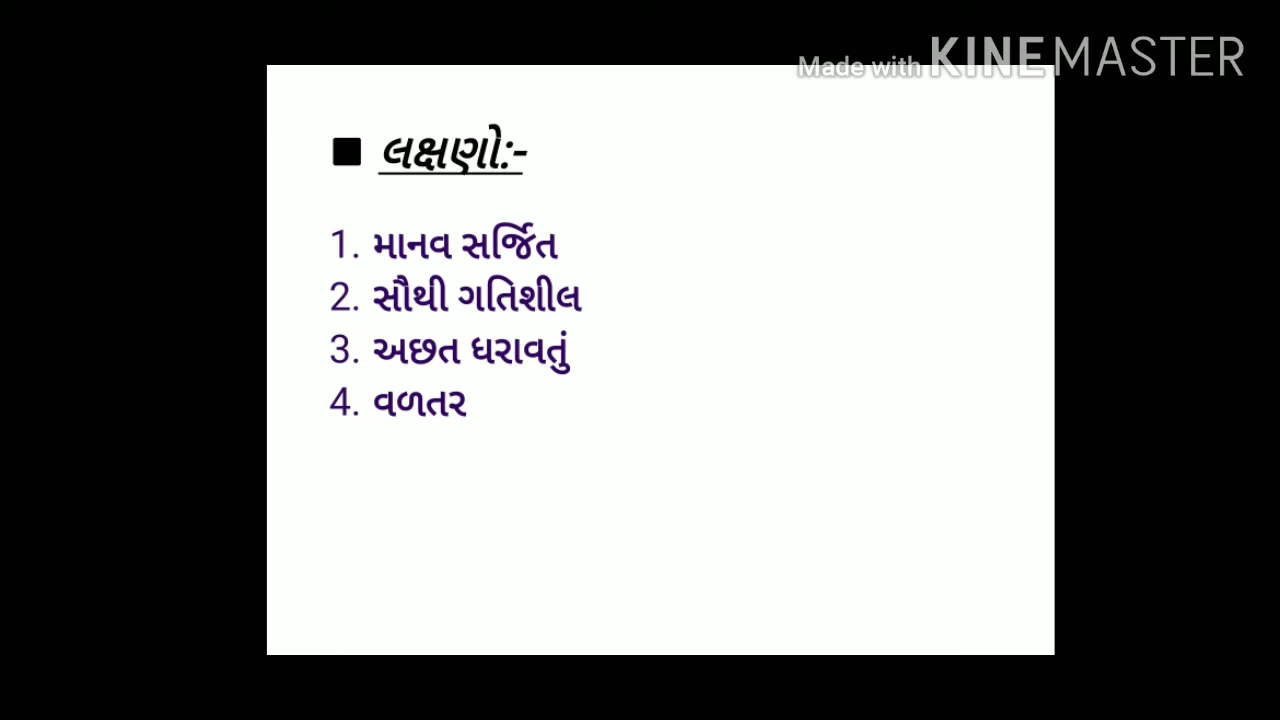 Made with KINEMASTER
■ લક્ષણો:-
1. માનવ સર્જિત
2. સૌથી ગતિશીલ
3. અછત ધરાવતું
4. વળતર